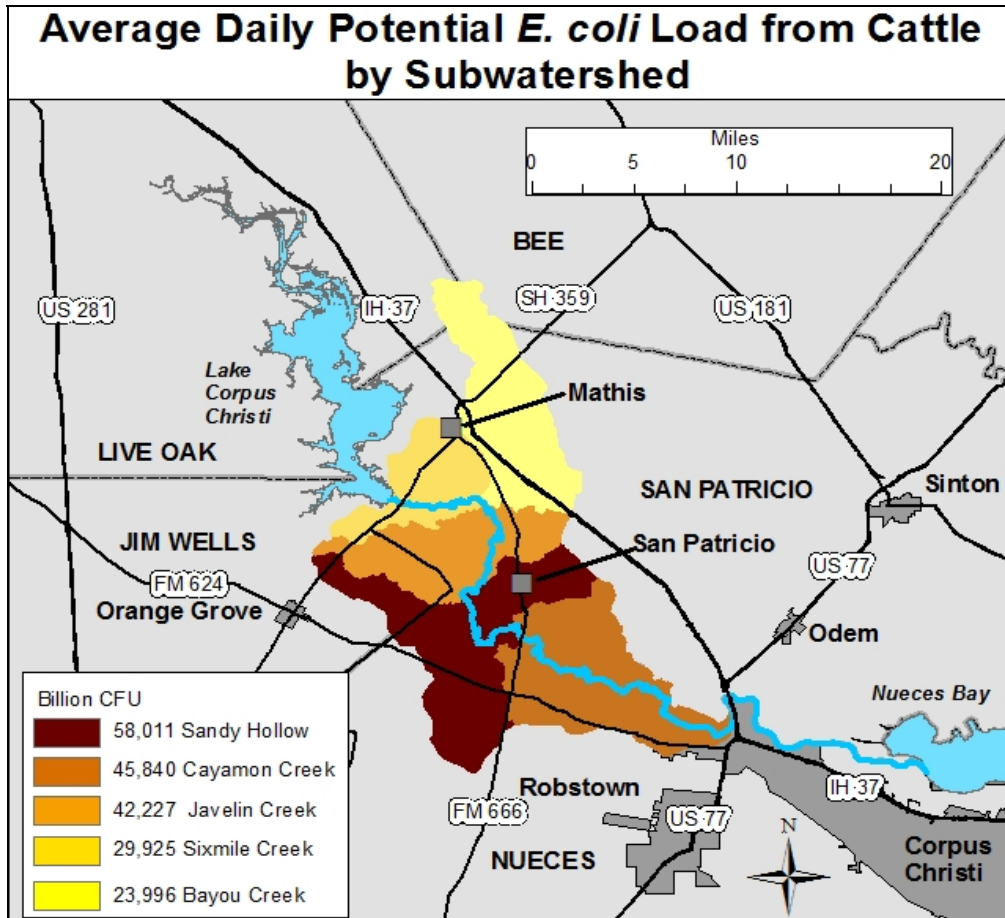 Average Daily Potential E. coli Load from Cattle
by Subwatershed
Miles
0 5 10 20
BEE
US 281
IH 37
SH 359
US 181
Lake
Corpus
Christi
Mathis
LIVE OAK
SAN PATRICIO
Sinton
JIM WELLS
San Patricio
FM 624
US 77
Orange Grove
Odem
Billion CFU
58,011 Sandy Hollow
45,840 Cayamon Creek
42,227 Javelin Creek
29,925 Sixmile Creek
23,996 Bayou Creek
Nueces Bay
Robstown
IH 37
FM 666
US 77
NUECES
N
Corpus
Christi